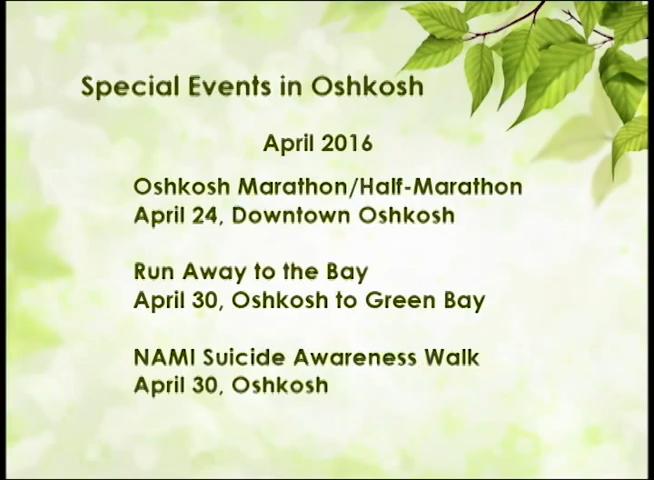 Special Events in Oshkosh
April 2016
Oshkosh Marathon/Half-Marathon
April 24, Downtown Oshkosh
Run Away to the Bay
April 30, Oshkosh to Green Bay
NAMI Suicide Awareness Walk
April 30, Oshkosh